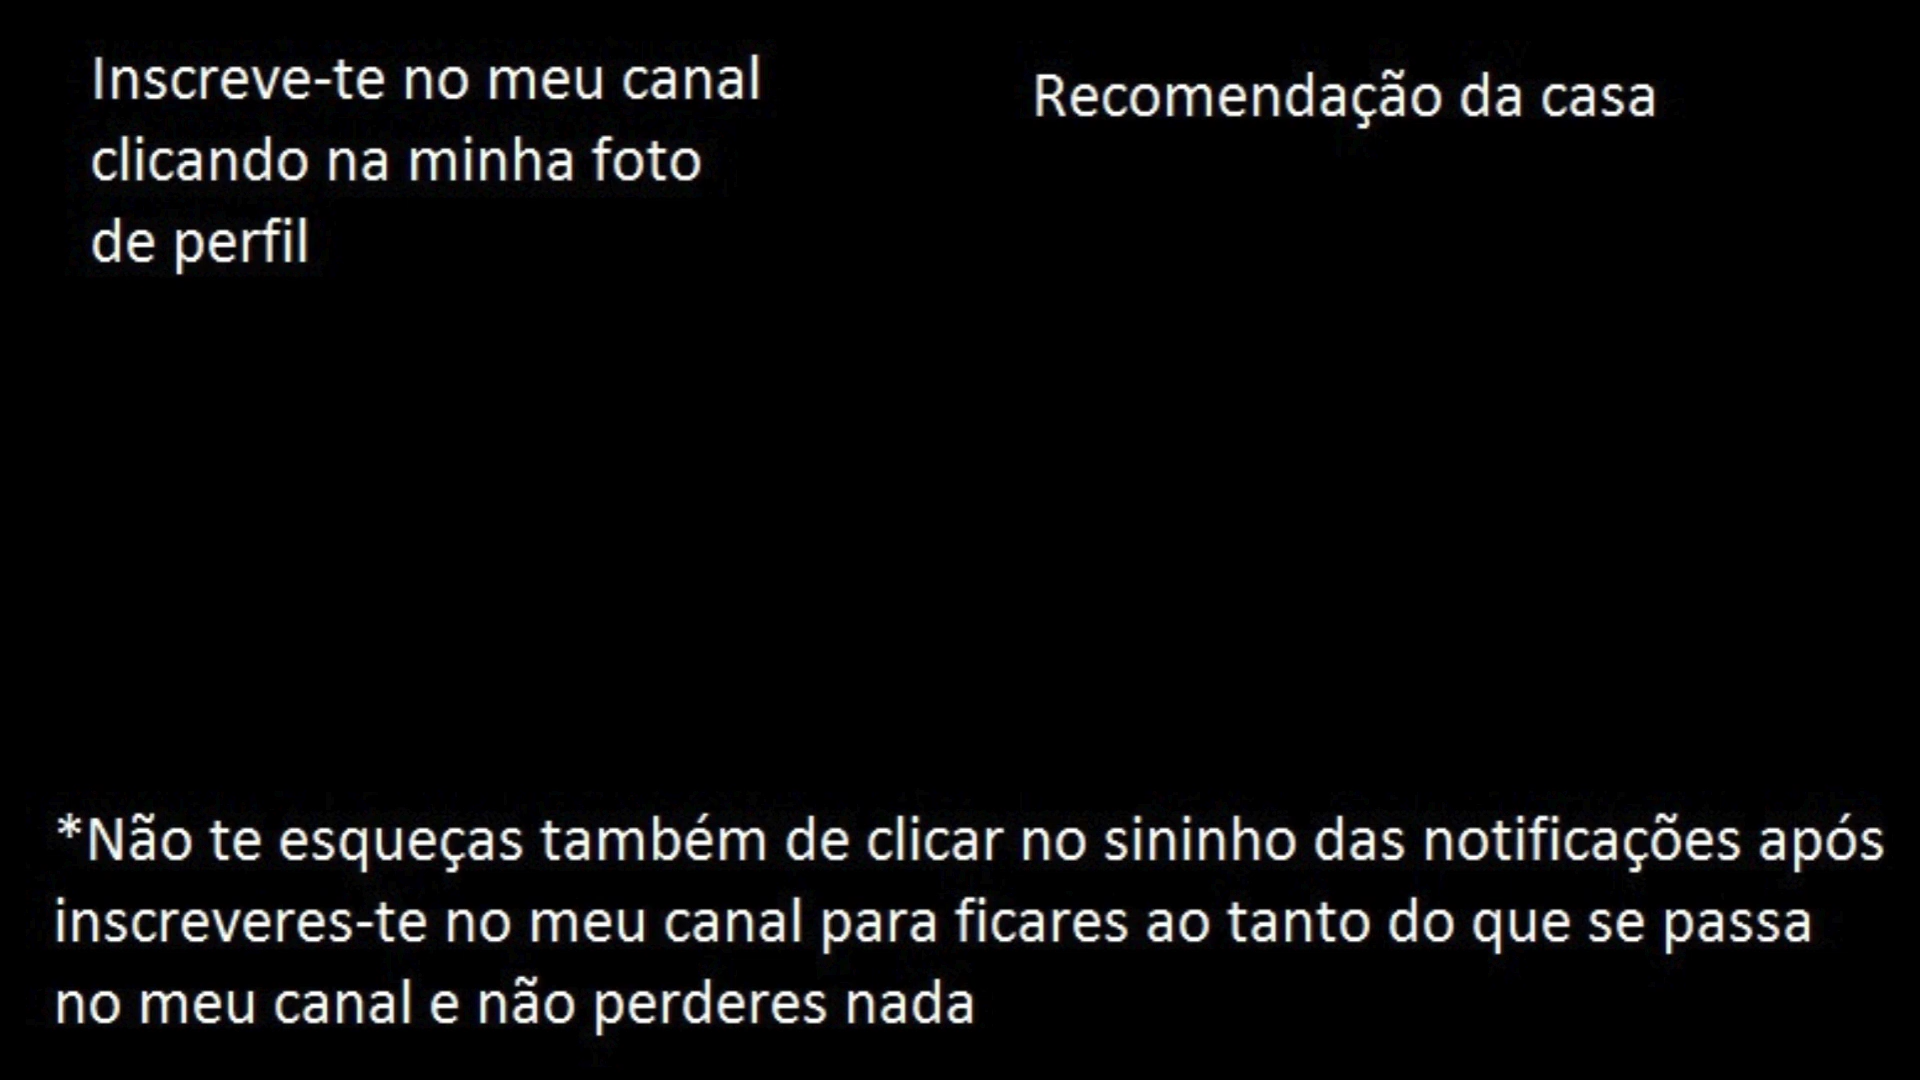 Inscreve-te no meu canal
clicando na minha foto
de perfil
Recomendação da casa
*Não te esqueças também de clicar no sininho das notificações após
inscreveres-te no meu canal para ficares ao tanto do que se passa
no meu canal e não perderes nada